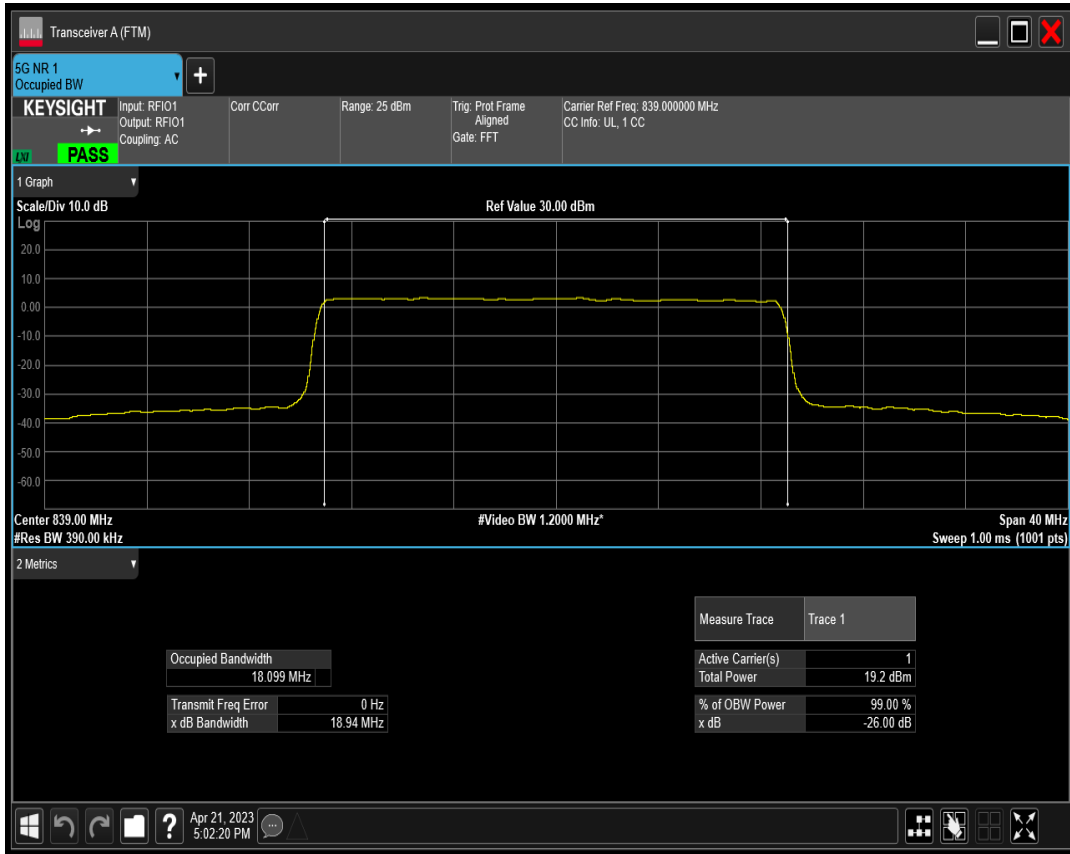 Transceiver A (FTM)
5G NR 1
Occupied BW
+
KEYSIGHT
LXI
PASS
Input: RFIO1
Output: RFIO1
Coupling: AC
Corr CCorr
Range: 25 dBm
Trig: Prot Frame
Aligned
Gate: FFT
Carrier Ref Freq: 839.000000 MHz
CC Info: UL, 1 CC
1 Graph
Scale/Div 10.0 dB
Ref Value 30.00 dBm
Log
20.0
10.0
0.00
-10.0
-20.0
-30.0
-40.0
-50.0
-60.0
Center 839.00 MHz
#Video BW 1.2000 MHz*
Span 40 MHz
#Res BW 390.00 kHz
Sweep 1.00 ms (1001 pts)
2 Metrics
Measure Trace Trace 1
Occupied Bandwidth
18.099 MHz
Active Carrier(s) 1
Total Power 19.2 dBm
Transmit Freq Error 0 Hz
x dB Bandwidth 18.94 MHz
% of OBW Power 99.00 %
x dB -26.00 dB
?
Apr 21, 2023
5:02:20 PM